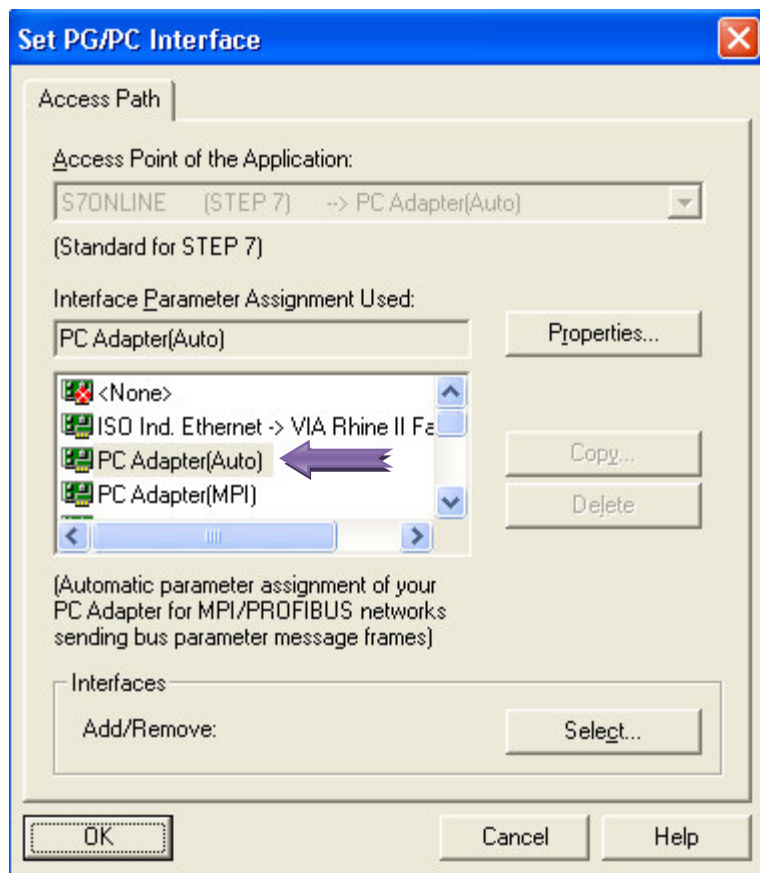 Set PG/PC Interface
Access Path
Access Point of the Application:
S7ONLINE (STEP 7) --> PC Adapter(Auto)
(Standard for STEP 7)
Interface Parameter Assignment Used:
PC Adapter(Auto)
Properties...
<None>
ISO Ind. Ethernet -> VIA Rhine II Fa
PC Adapter(Auto)
PC Adapter(MPI)
Copy...
Delete
(Automatic parameter assignment of your
PC Adapter for MPI/PROFIBUS networks
sending bus parameter message frames)
Interfaces
Add/Remove:
Select...
OK
Cancel
Help